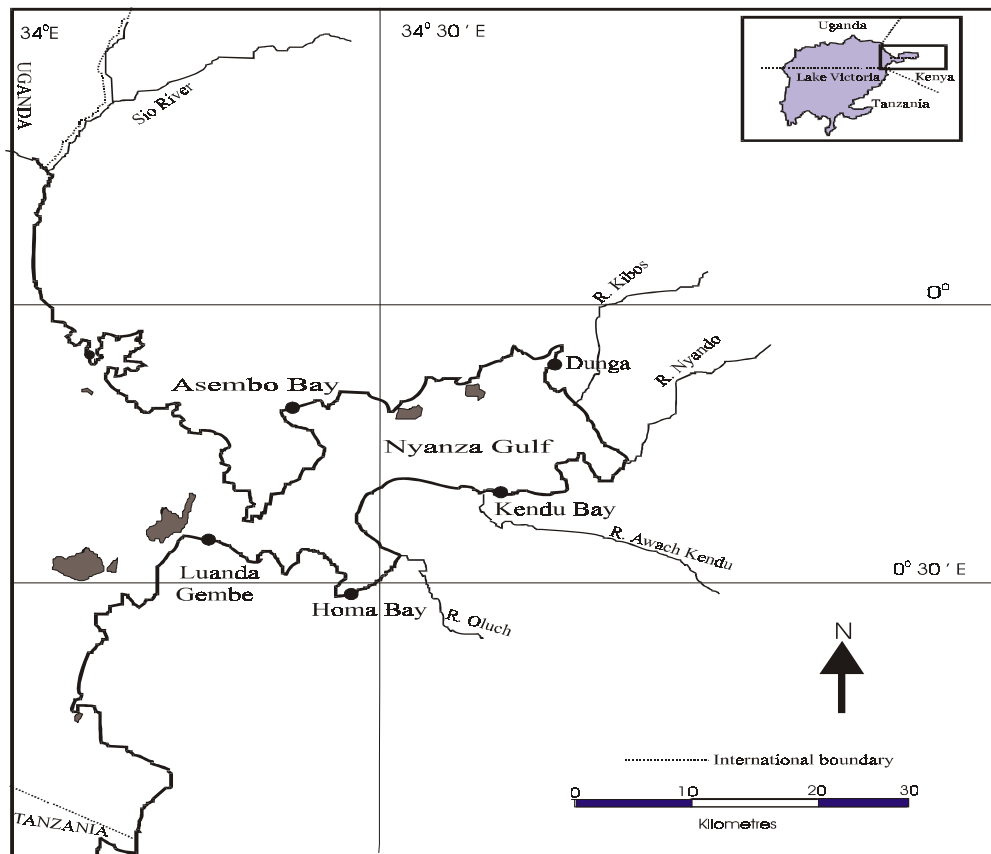 34°E
34° 30 ' E
UGANDA
Sio River
Uganda
Lake Victoria
Kenya
Tanzania
R. Kibos
0°
R. Nyando
Dunga
Asembo Bay
Nyanza Gulf
Kendu Bay
R. Awach Kendu
Luanda
Gembe
0° 30 ' E
Homa Bay
R. Oluch
N
International boundary
0 10 20 30
Kilometres
TANZANIA